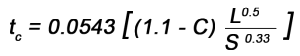 t_c = 0.0543 [(1.1 - C) L^0.5 / S^0.33 ]